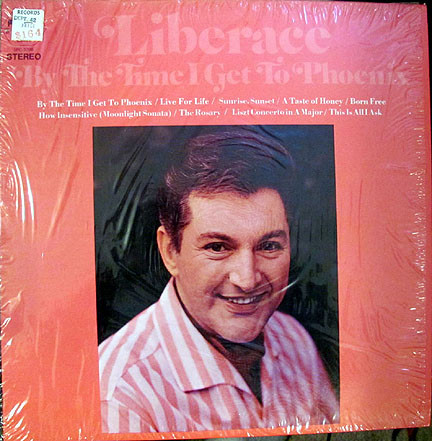 RECORDS
DEPT. 62
$1.64
STEREO
Liberace
By The Time I Get To Phoenix
By The Time I Get To Phoenix / Live For Life / Sunrise, Sunset / A Taste of Honey / Born Free
How Insensitive (Moonlight Sonata) / The Rosary / Liszt Concerto in A Major / This Is All I Ask